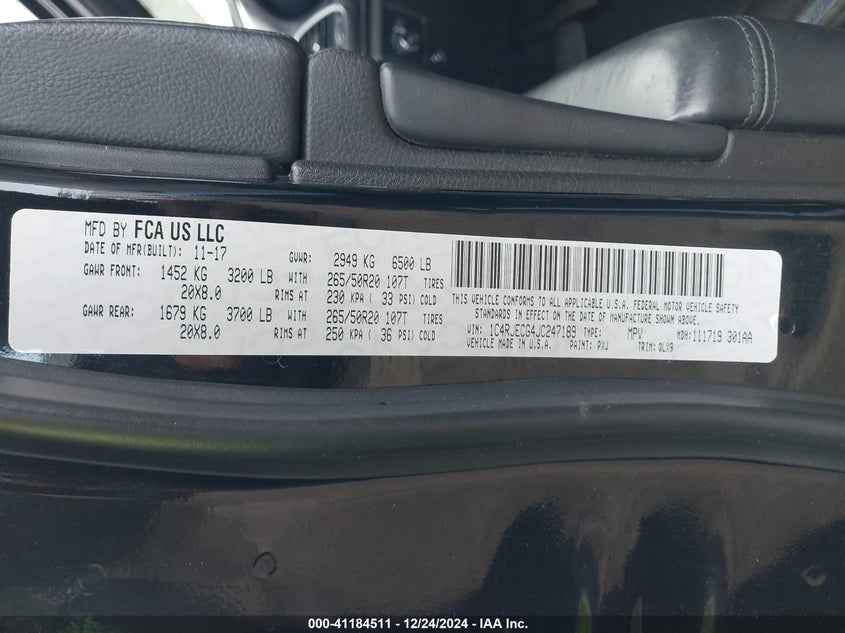 MFD BY FCA US LLC
DATE OF MFR(BUILT): 11-17 GVWR: 2949 KG 6500 LB
GAWR FRONT: 1452 KG 3200 LB WITH 265/50R20 107T TIRES
20X8.0 RIMS AT 230 KPA ( 33 PSI) COLD
GAWR REAR: 1679 KG 3700 LB WITH 265/50R20 107T TIRES
20X8.0 RIMS AT 250 KPA ( 36 PSI) COLD
THIS VEHICLE CONFORMS TO ALL APPLICABLE U.S.A. FEDERAL MOTOR VEHICLE SAFETY
STANDARDS IN EFFECT ON THE DATE OF MANUFACTURE SHOWN ABOVE.
VIN: 1C4RJECG4JC247189 TYPE: MPV MDH:111719 301AA
VEHICLE MADE IN U.S.A. PAINT: PXJ TRIM: QLX9
000-41184511 - 12/24/2024 - IAA Inc.